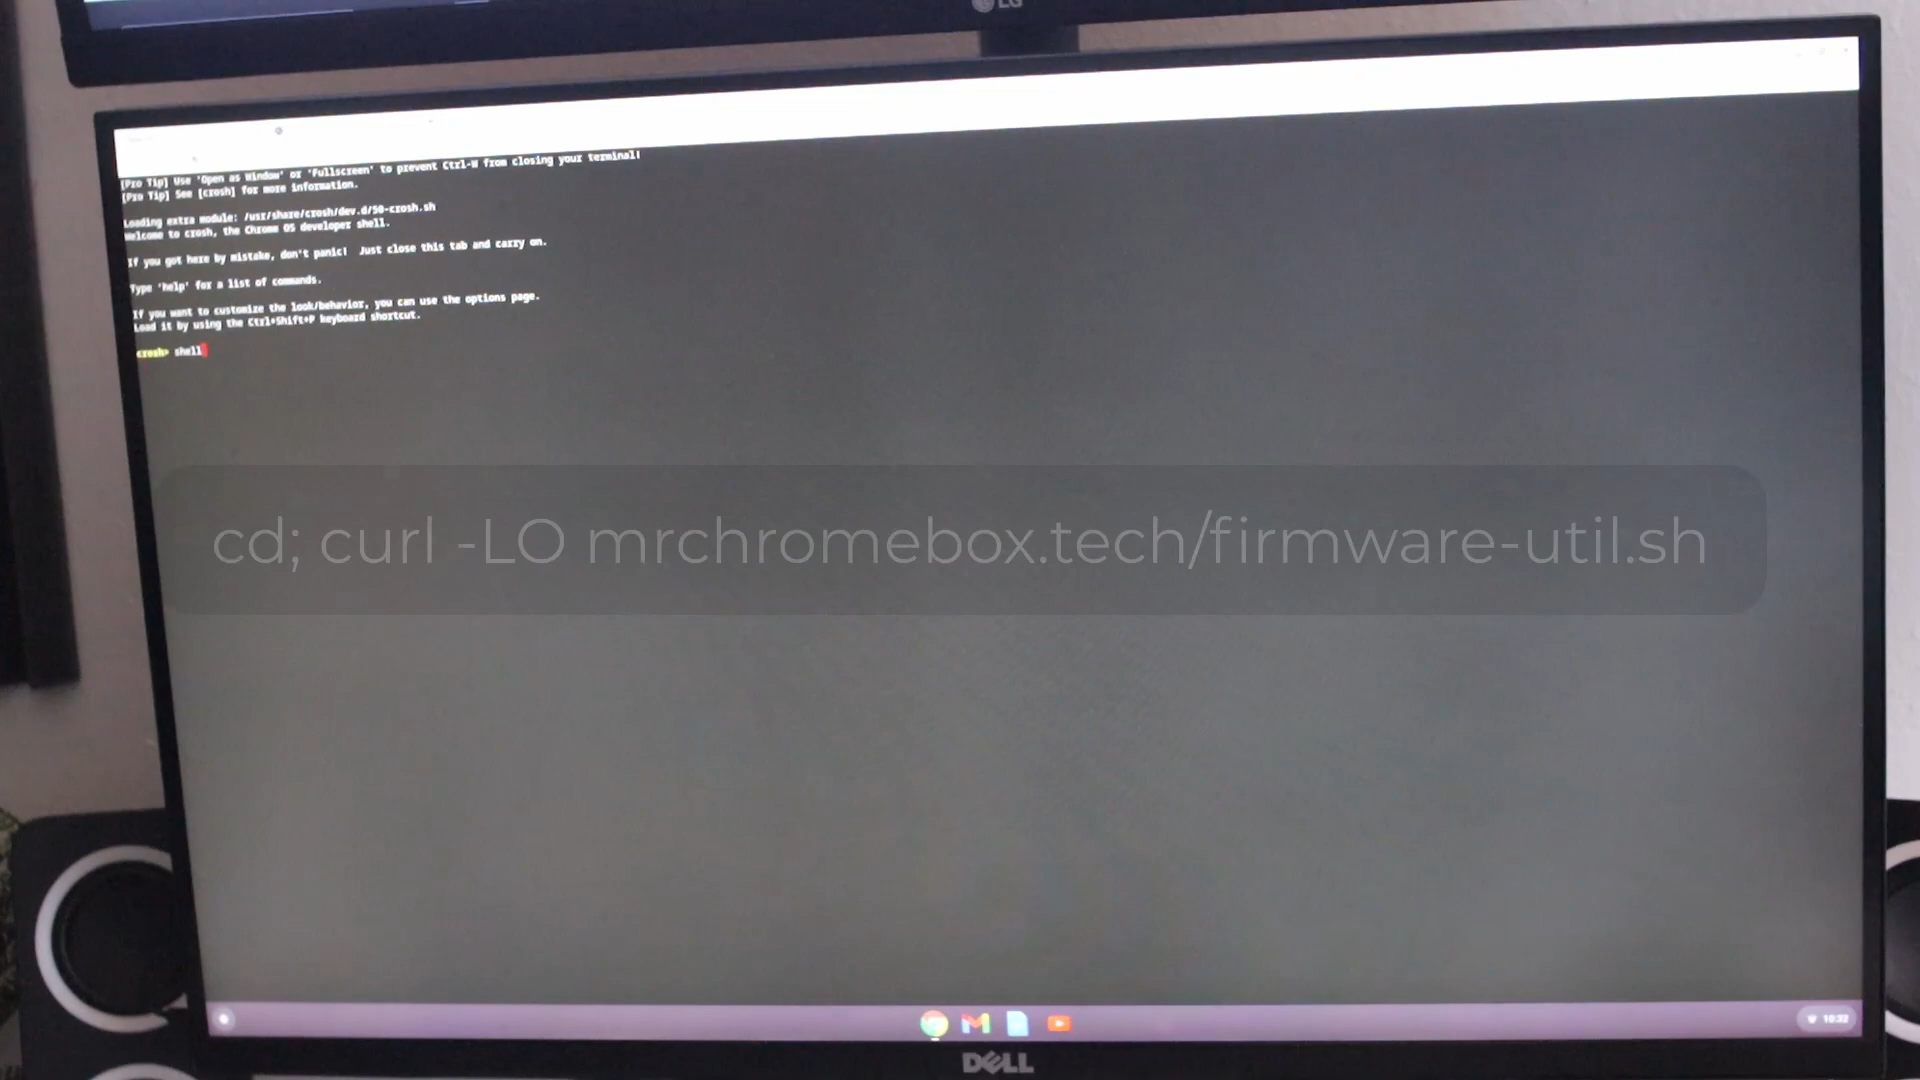 LG
[Pro Tip] Use 'Open as Window' or 'Fullscreen' to prevent Ctrl-W from closing your terminal!
[Pro Tip] See [crosh] for more information.
Loading extra module: /usr/share/crosh/dev.d/50-crosh.sh
Welcome to crosh, the Chrome OS developer shell.
If you got here by mistake, don't panic!  Just close this tab and carry on.
Type 'help' for a list of commands.
If you want to customize the look/behavior, you can use the options page.
Load it by using the Ctrl+Shift+P keyboard shortcut.
crosh> shell
cd; curl -LO mrchromebox.tech/firmware-util.sh
10:32
DELL